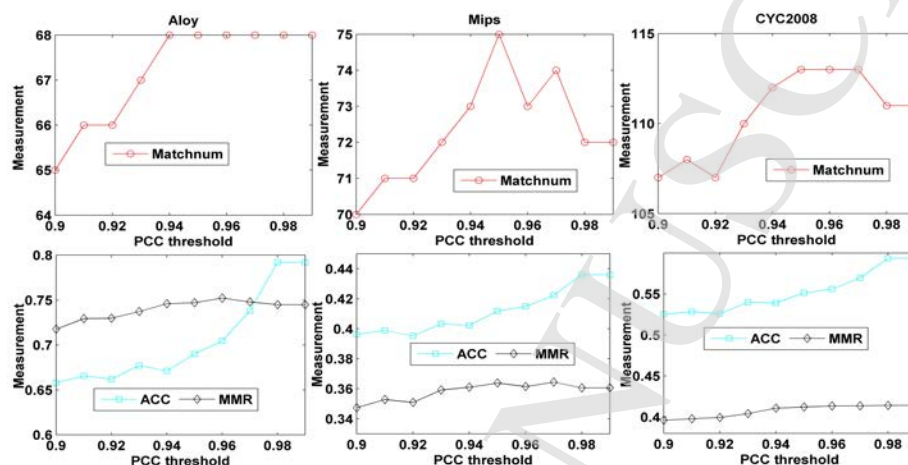 Aloy
Measurement
68
67
66
65
64
Matchnum
0.9 0.92 0.94 0.96 0.98
PCC threshold
Mips
Measurement
75
74
73
72
71
70
Matchnum
0.9 0.92 0.94 0.96 0.98
PCC threshold
CYC2008
Measurement
115
110
105
Matchnum
0.9 0.92 0.94 0.96 0.98
PCC threshold
Measurement
0.8
0.75
0.7
0.65
0.6
ACC MMR
0.9 0.92 0.94 0.96 0.98
PCC threshold
Measurement
0.44
0.42
0.4
0.38
0.36
0.34
ACC MMR
0.9 0.92 0.94 0.96 0.98
PCC threshold
Measurement
0.55
0.5
0.45
0.4
ACC MMR
0.9 0.92 0.94 0.96 0.98
PCC threshold
NUSC